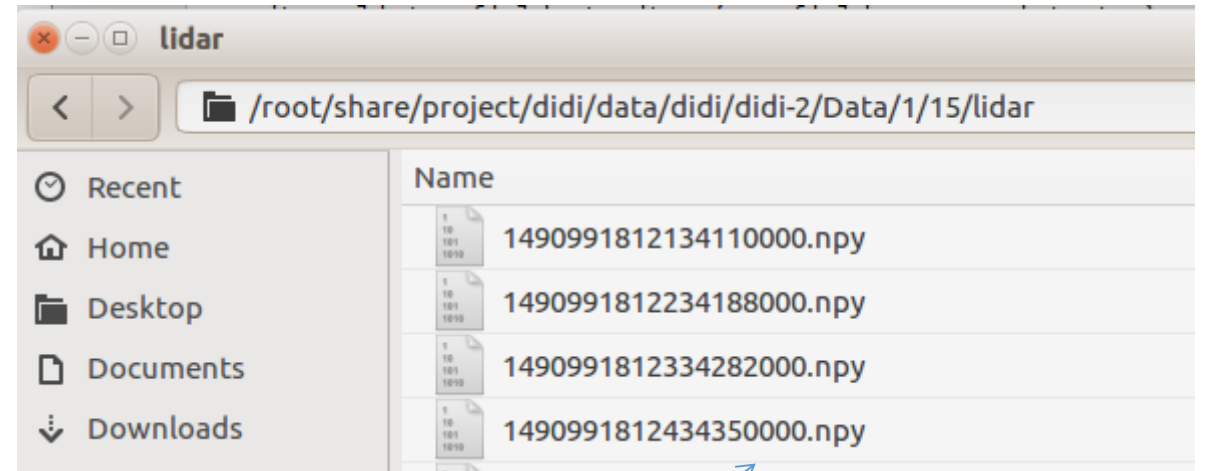 lidar
/root/share/project/didi/data/didi/didi-2/Data/1/15/lidar
Recent
Home
Desktop
Documents
Downloads
Name
1490991812134110000.npy
1490991812234188000.npy
1490991812334282000.npy
1490991812434350000.npy